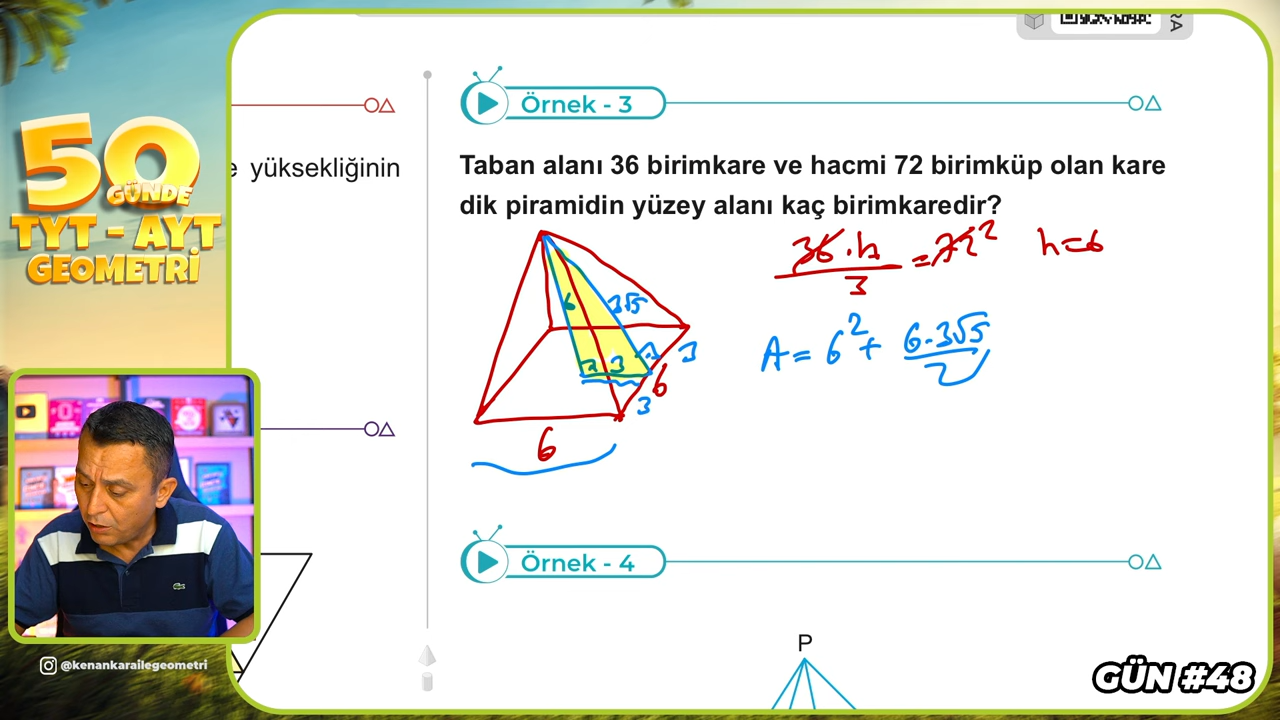 50
GÜNDE
TYT - AYT
GEOMETRİ
e yüksekliğinin
Örnek - 3
Taban alanı 36 birimkare ve hacmi 72 birimküp olan kare
dik piramidin yüzey alanı kaç birimkaredir?
36 . h / 3 = 72 2
h=6
A = 6² + 6.3√5 / 2
6
3√5
3
3
6
3
6
Örnek - 4
P
@kenankarailegeometri
GÜN #48